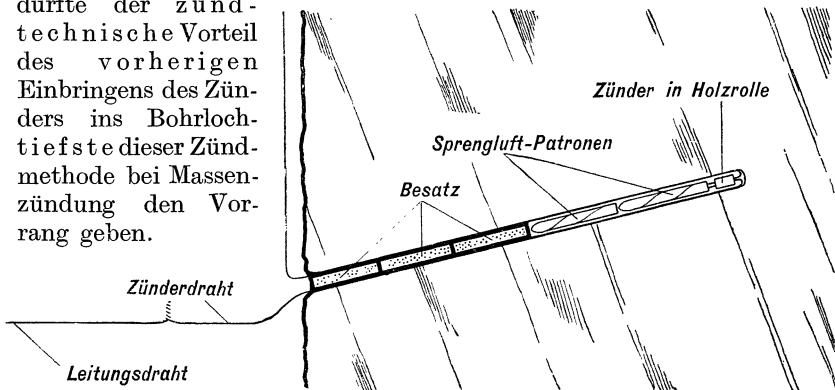 dürfte der zünd-
technische Vorteil
des vorherigen
Einbringens des Zün-
ders ins Bohrloch-
tiefste dieser Zünd-
methode bei Massen-
zündung den Vor-
rang geben.
Zünder in Holzrolle
Sprengluft-Patronen
Besatz
Zünderdraht
Leitungsdraht